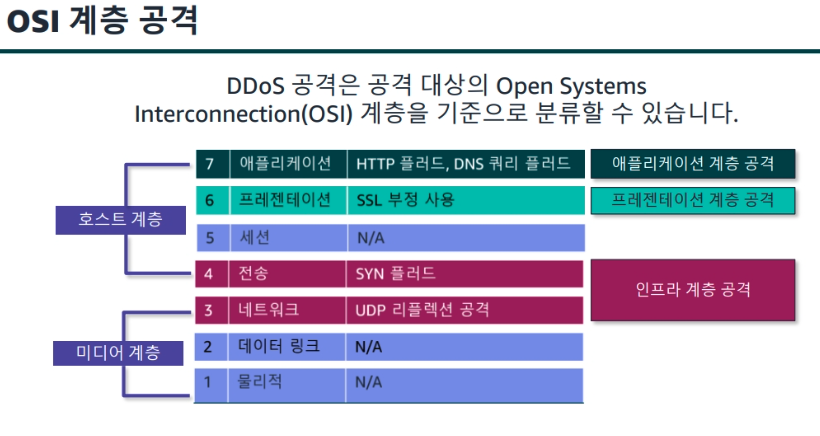 OSI 계층 공격
DDoS 공격은 공격 대상의 Open Systems
Interconnection(OSI) 계층을 기준으로 분류할 수 있습니다.
7 애플리케이션 HTTP 플러드, DNS 쿼리 플러드 애플리케이션 계층 공격
6 프레젠테이션 SSL 부정 사용 프레젠테이션 계층 공격
호스트 계층
5 세션 N/A
4 전송 SYN 플러드
인프라 계층 공격
3 네트워크 UDP 리플렉션 공격
미디어 계층
2 데이터 링크 N/A
1 물리적 N/A